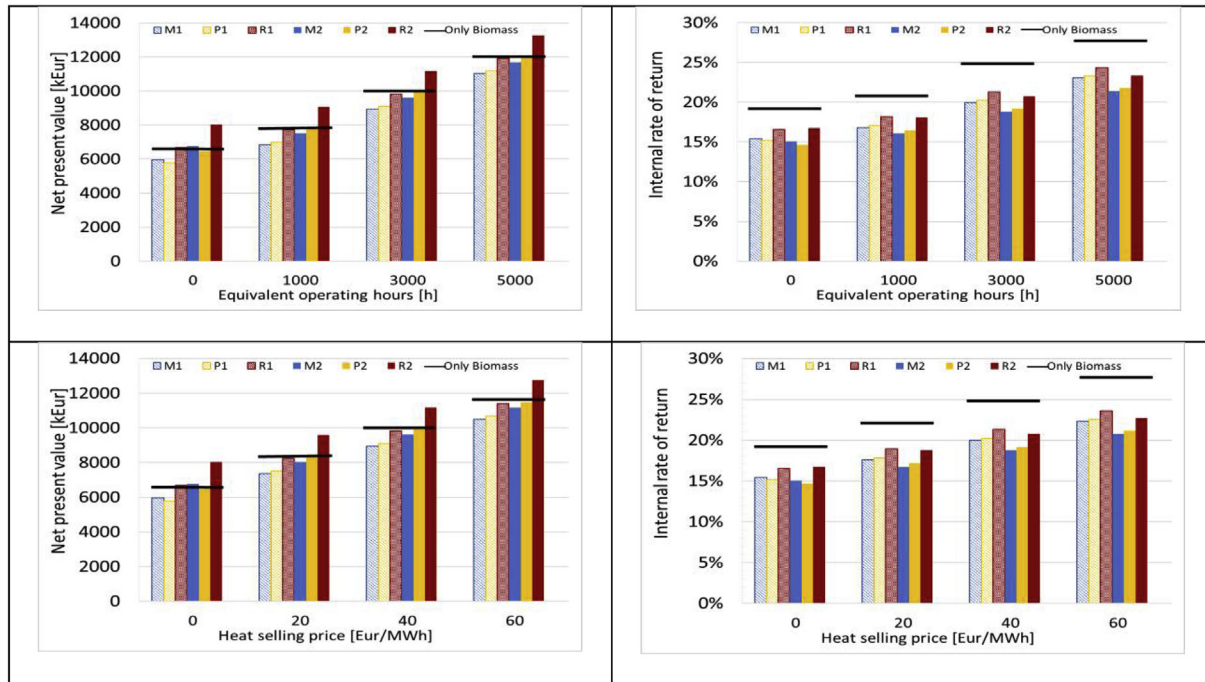 Net present value [kEur]
14000
12000
10000
8000
6000
4000
2000
0
M1 P1 R1 M2 P2 R2 Only Biomass
0 1000 3000 5000
Equivalent operating hours [h]
Internal rate of return
30%
25%
20%
15%
10%
5%
0%
M1 P1 R1 M2 P2 R2 Only Biomass
0 1000 3000 5000
Equivalent operating hours [h]
Net present value [kEur]
14000
12000
10000
8000
6000
4000
2000
0
M1 P1 R1 M2 P2 R2 Only Biomass
0 20 40 60
Heat selling price [Eur/MWh]
Internal rate of return
30%
25%
20%
15%
10%
5%
0%
M1 P1 R1 M2 P2 R2 Only Biomass
0 20 40 60
Heat selling price [Eur/MWh]